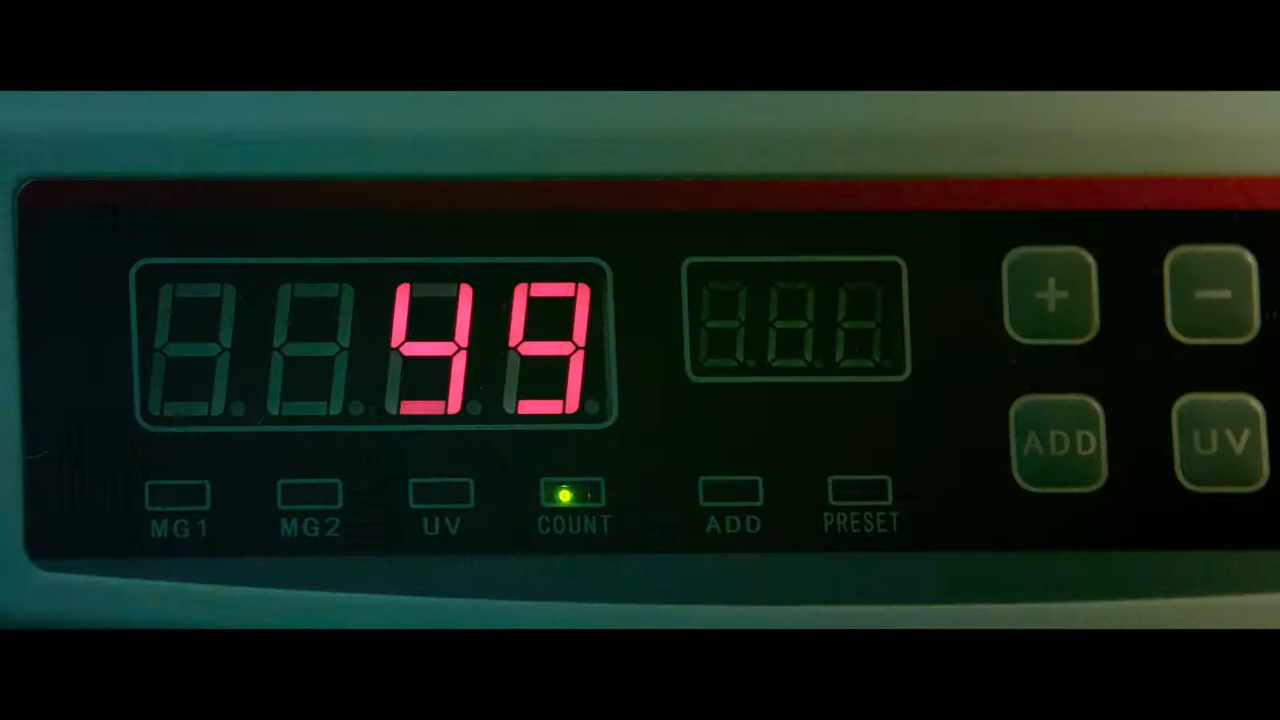 49
+ −
ADD UV
MG1 MG2 UV COUNT ADD PRESET